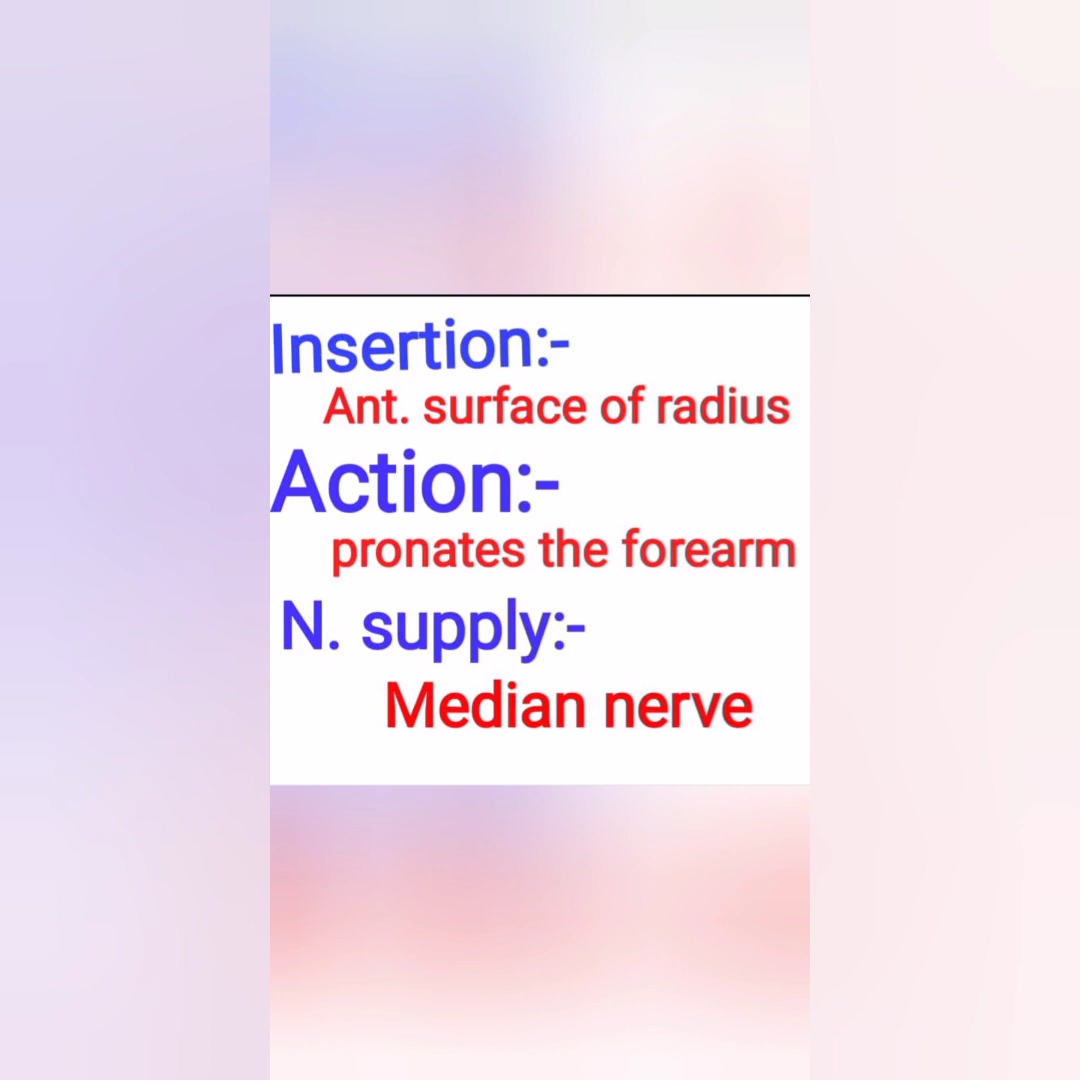 Insertion:-
Ant. surface of radius
Action:-
pronates the forearm
N. supply:-
Median nerve